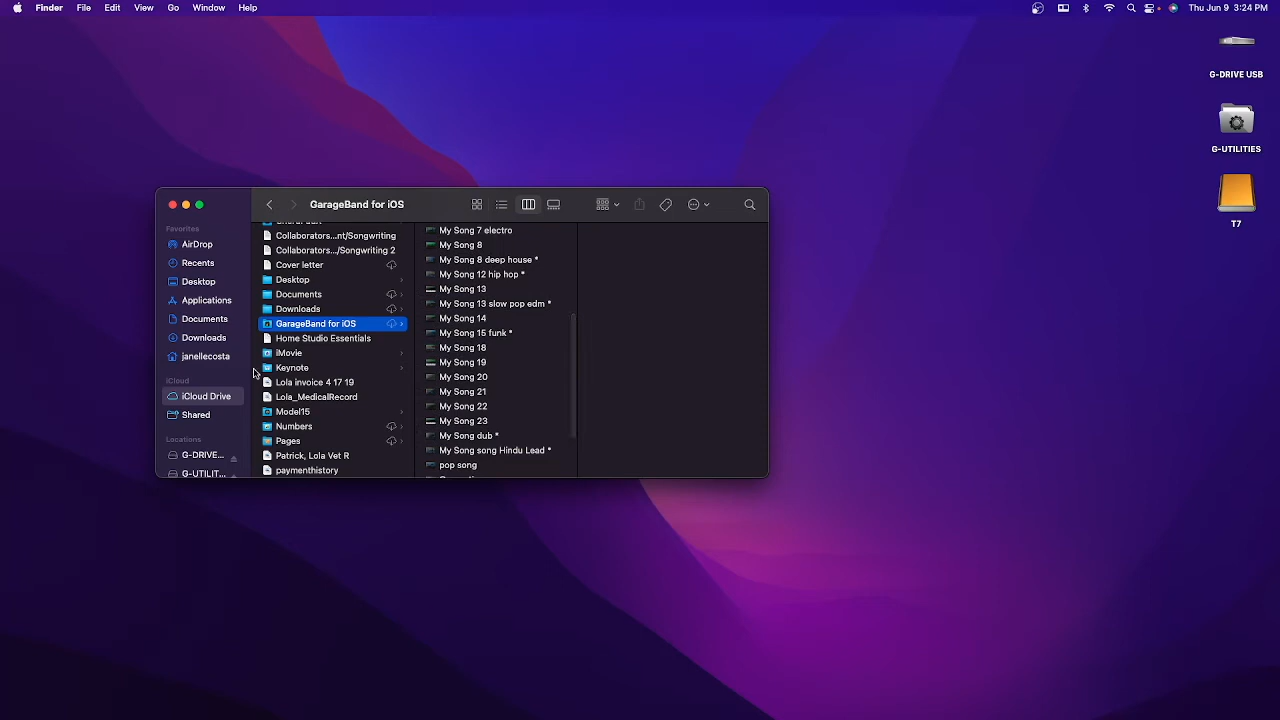 Finder File Edit View Go Window Help
Thu Jun 9 3:24 PM
G-DRIVE USB
G-UTILITIES
T7
GarageBand for iOS
Favorites
AirDrop
Recents
Desktop
Applications
Documents
Downloads
janellecosta
iCloud
iCloud Drive
Shared
Locations
G-DRIVE...
G-UTILIT...
Collaborators...nt/Songwriting
Collaborators.../Songwriting 2
Cover letter
Desktop
Documents
Downloads
GarageBand for iOS
Home Studio Essentials
iMovie
Keynote
Lola invoice 4 17 19
Lola_MedicalRecord
Model15
Numbers
Pages
Patrick, Lola Vet R
paymenthistory
My Song 7 electro
My Song 8
My Song 8 deep house *
My Song 12 hip hop *
My Song 13
My Song 13 slow pop edm *
My Song 14
My Song 15 funk *
My Song 18
My Song 19
My Song 20
My Song 21
My Song 22
My Song 23
My Song dub *
My Song song Hindu Lead *
pop song